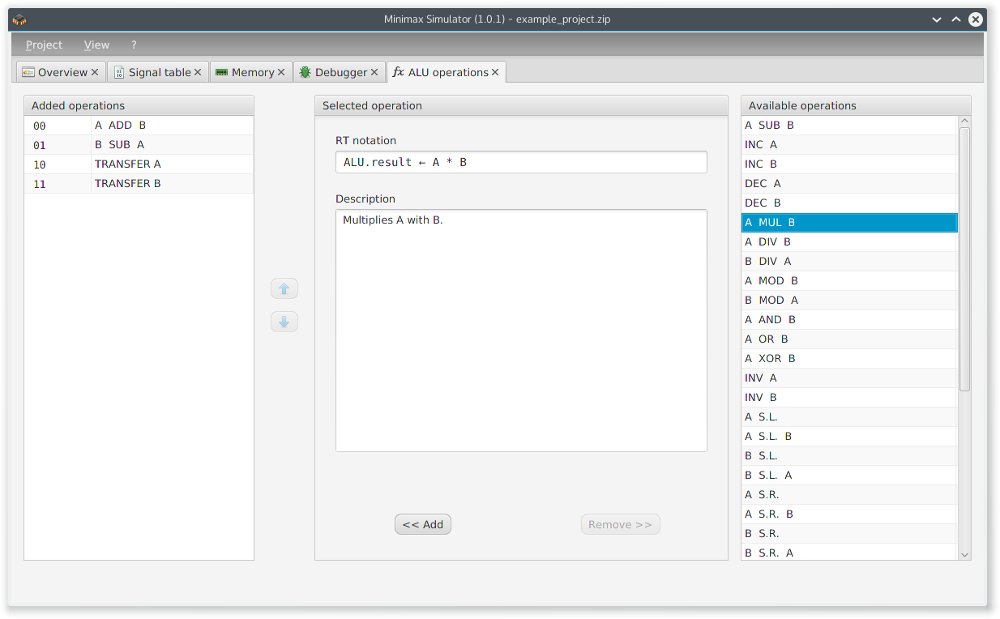 Minimax Simulator (1.0.1) – example_project.zip
Project View ?
Overview Signal table Memory Debugger fx ALU operations
Added operations
00 A ADD B
01 B SUB A
10 TRANSFER A
11 TRANSFER B
Selected operation
RT notation
ALU.result ← A * B
Description
Multiplies A with B.
<< Add Remove >>
Available operations
A SUB B
INC A
INC B
DEC A
DEC B
A MUL B
A DIV B
B DIV A
A MOD B
B MOD A
A AND B
A OR B
A XOR B
INV A
INV B
A S.L.
A S.L. B
B S.L.
B S.L. A
A S.R.
A S.R. B
B S.R.
B S.R. A